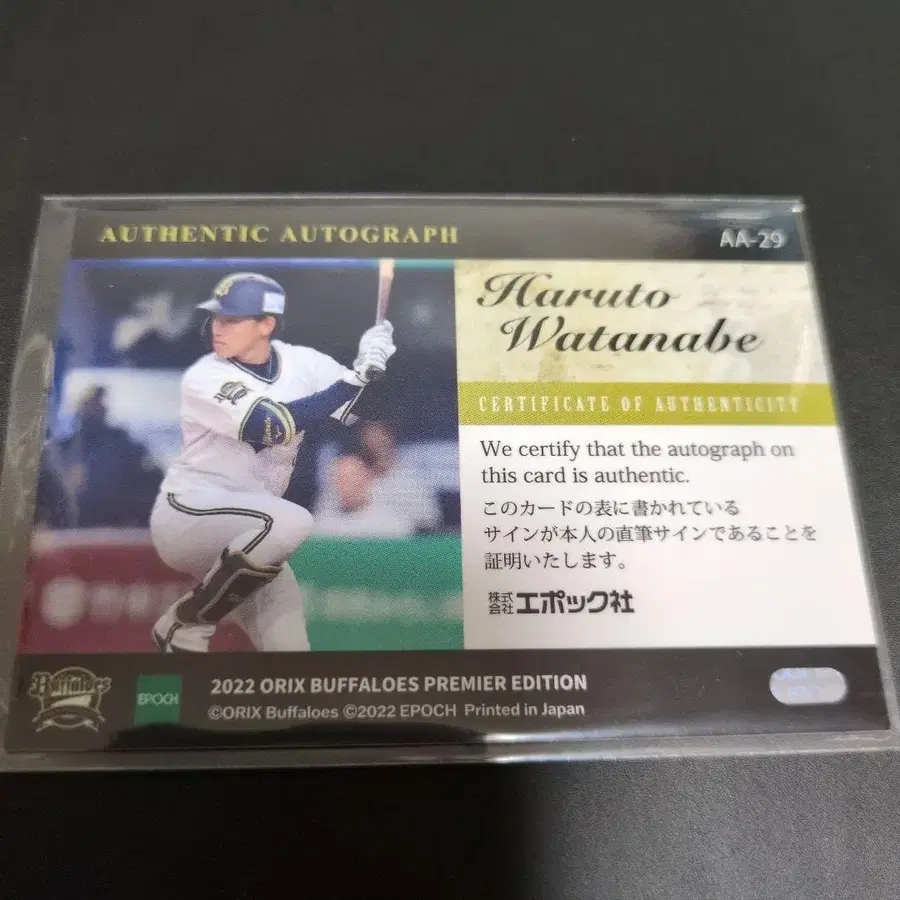 AUTHENTIC AUTOGRAPH
AA-29
Haruto
Watanabe
CERTIFICATE OF AUTHENTICITY
We certify that the autograph on
this card is authentic.
このカードの表に書かれている
サインが本人の直筆サインであることを
証明いたします。
株式会社エポック社
Buffaloes
EPOCH
2022 ORIX BUFFALOES PREMIER EDITION
©ORIX Buffaloes ©2022 EPOCH Printed in Japan